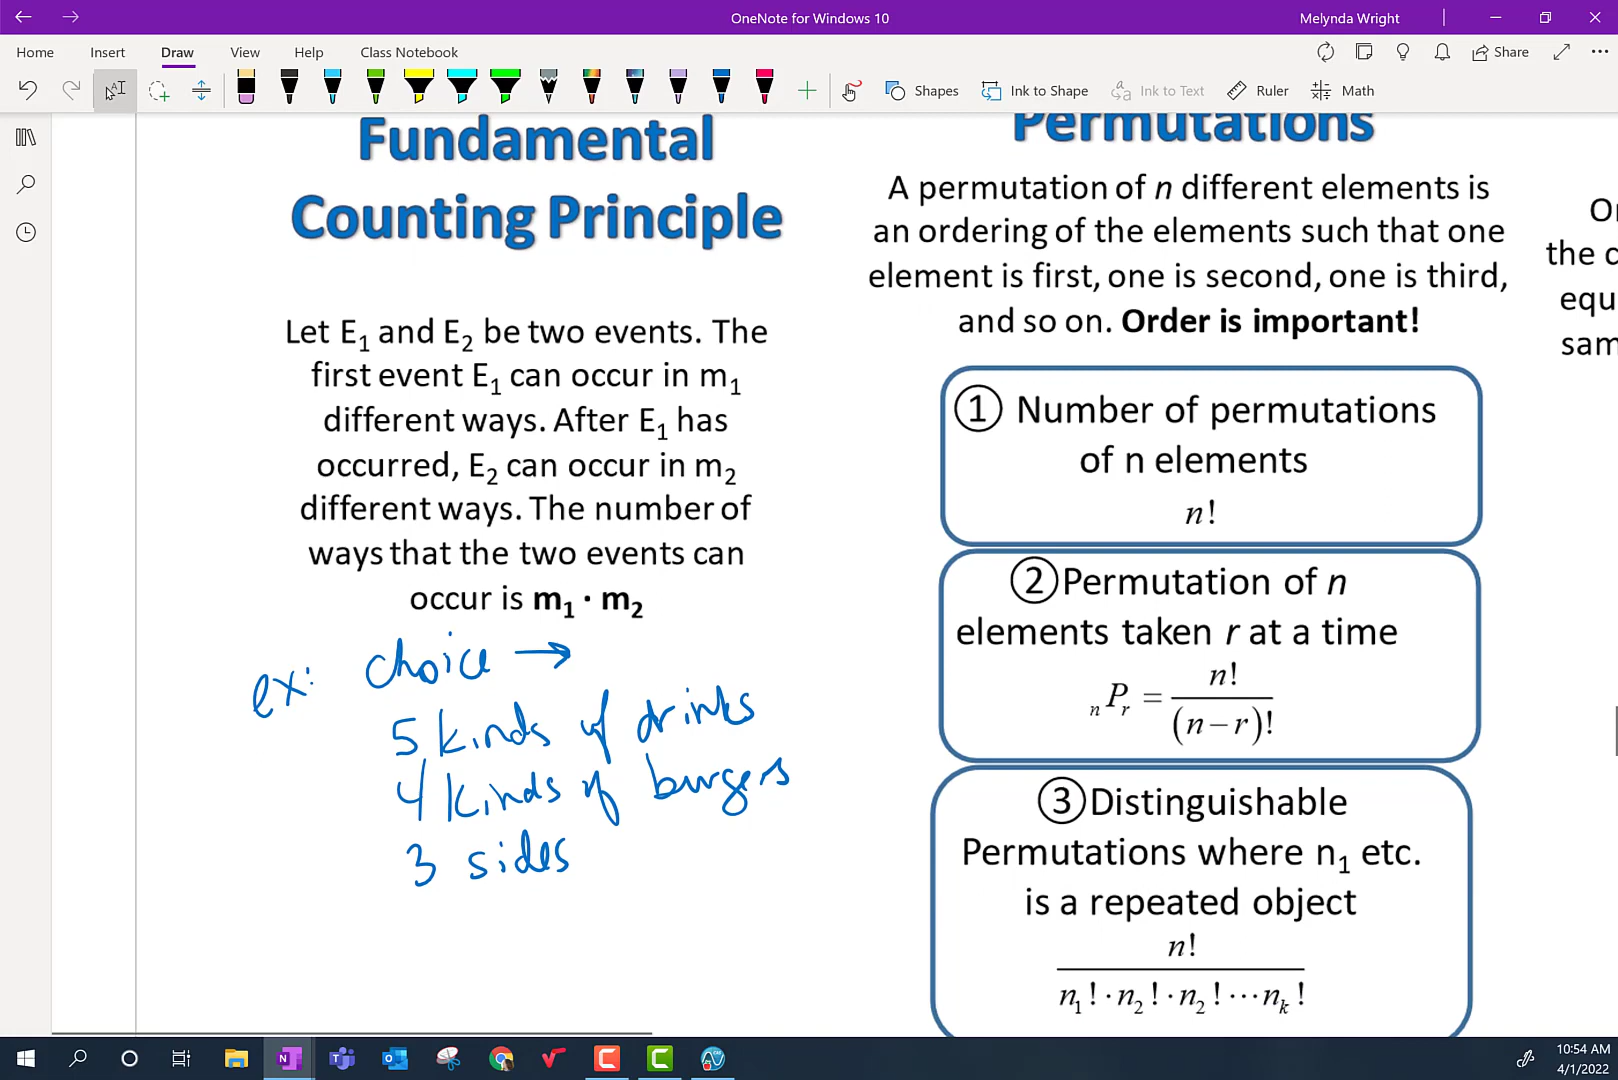 OneNote for Windows 10
Melynda Wright
Home Insert Draw View Help Class Notebook
Share
Shapes Ink to Shape Ink to Text Ruler Math
Fundamental
Counting Principle
Let E₁ and E₂ be two events. The
first event E₁ can occur in m₁
different ways. After E₁ has
occurred, E₂ can occur in m₂
different ways. The number of
ways that the two events can
occur is m₁ · m₂
ex: choice →
5 kinds of drinks
4 kinds of burgers
3 sides
Permutations
A permutation of n different elements is
an ordering of the elements such that one
element is first, one is second, one is third,
and so on. Order is important!
① Number of permutations
of n elements
n!
② Permutation of n
elements taken r at a time
ₙPᵣ = n! / (n – r)!
③ Distinguishable
Permutations where n₁ etc.
is a repeated object
n!
n₁! · n₂! · n₂! ··· nₖ!
the
10:54 AM
4/1/2022